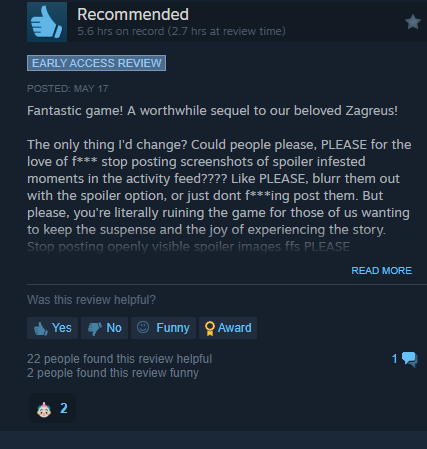 Recommended
5.6 hrs on record (2.7 hrs at review time)
EARLY ACCESS REVIEW
POSTED: MAY 17
Fantastic game! A worthwhile sequel to our beloved Zagreus!
The only thing I'd change? Could people please, PLEASE for the
love of f*** stop posting screenshots of spoiler infested
moments in the activity feed???? Like PLEASE, blurr them out
with the spoiler option, or just dont f***ing post them. But
please, you're literally ruining the game for those of us wanting
to keep the suspense and the joy of experiencing the story.
Stop posting openly visible spoiler images ffs PLEASE
READ MORE
Was this review helpful?
Yes No Funny Award
22 people found this review helpful 1
2 people found this review funny
2